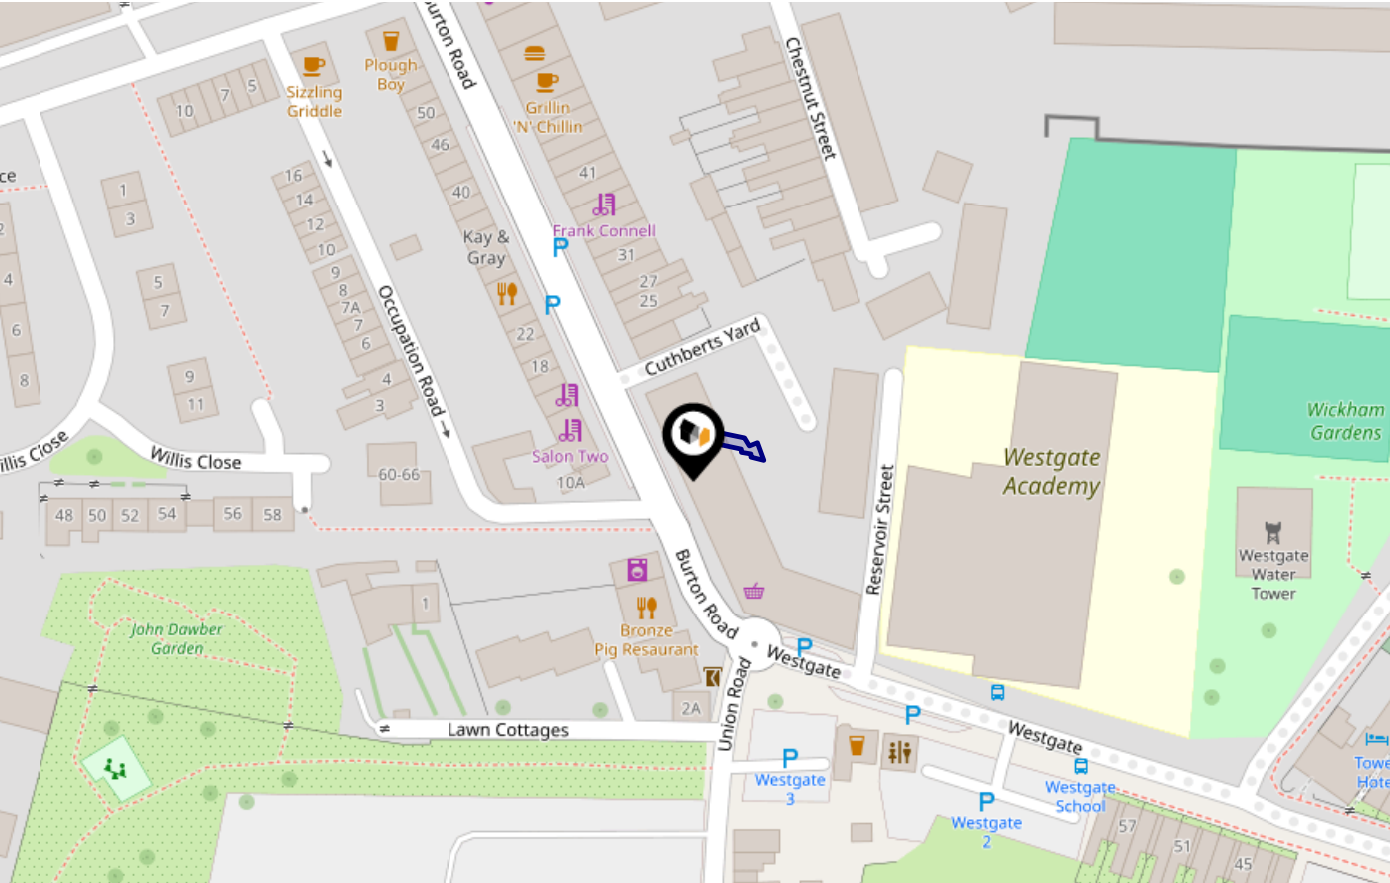 Burton Road
Chestnut Street
Plough
Boy
Sizzling
Griddle
Grillin
'N' Chillin
5
7
10
50
46
41
ce
16
14
12
10
1
3
40
Frank Connell
Kay &
Gray
31
27
25
2
4
6
8
9
8
7A
7
6
5
7
Occupation Road
22
18
Cuthberts Yard
4
3
9
11
Salon Two
10A
Willis Close
illis Close
60-66
Westgate
Academy
Wickham
Gardens
Reservoir Street
48
50
52
54
56
58
Westgate
Water
Tower
Burton Road
1
Bronze
Pig Resaurant
John Dawber
Garden
Westgate
2A
Union Road
Lawn Cottages
Westgate
Westgate
3
Westgate
School
Westgate
2
Towe
Hote
57
51
45
P
P
P
P
P
P